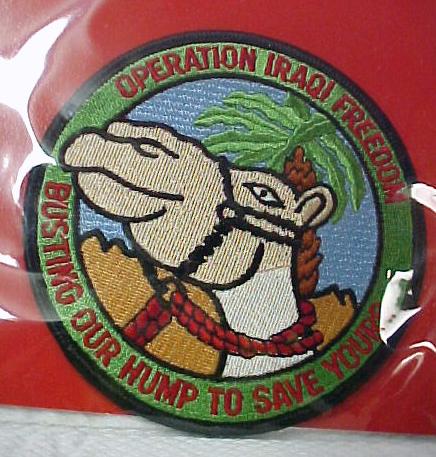 OPERATION IRAQI FREEDOM
BUSTING OUR HUMP TO SAVE YOURS